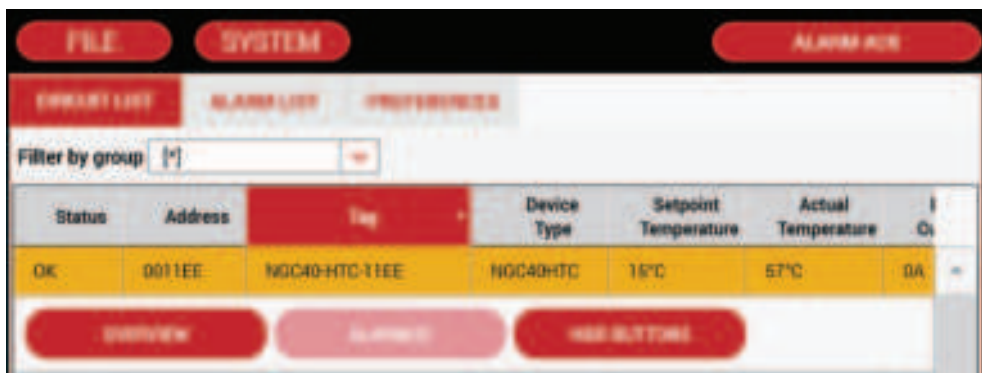 FILE SYSTEM ALARM
CIRCUIT LIST ALARM LIST PREFERENCES
Filter by group [*]
Status Address Tag Device Type Setpoint Temperature Actual Temperature
OK 0011EE NGC40-HTC-11EE NGC40HTC 15°C 57°C 0A
OVERVIEW HIDE BUTTONS